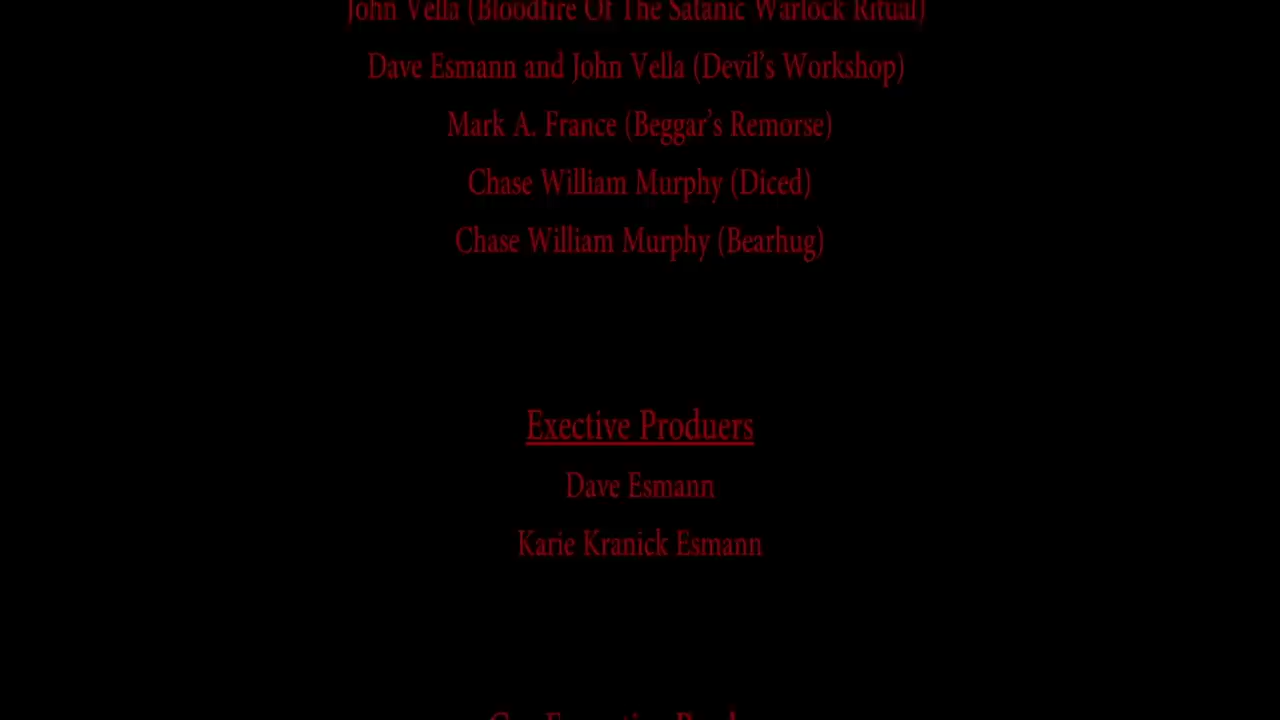 John Vella (Bloodfire Of The Satanic Warlock Ritual)
Dave Esmann and John Vella (Devil's Workshop)
Mark A. France (Beggar's Remorse)
Chase William Murphy (Diced)
Chase William Murphy (Bearhug)
Exective Produers
Dave Esmann
Karie Kranick Esmann